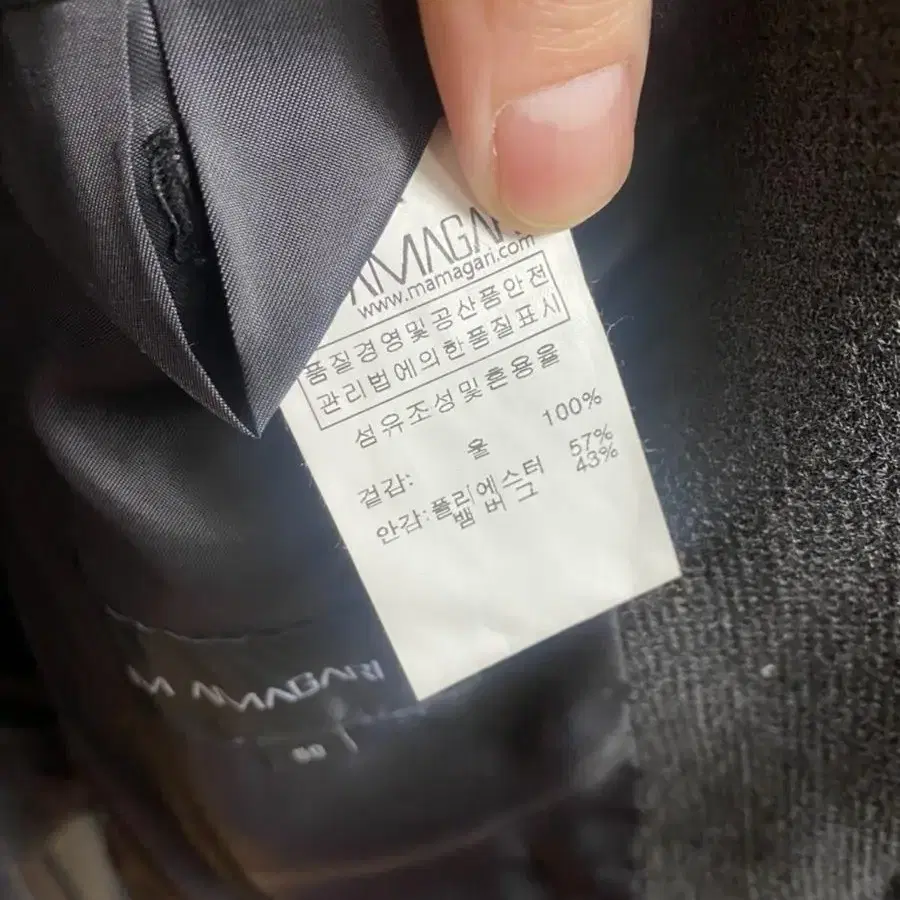 MAMAGARI
www.mamagari.com
품질경영및공산품안전
관리법에의한품질표시
섬유조성및혼용율
겉감: 울 100%
안감:폴리에스터 57%
뱀버그 43%
MAMAGARI